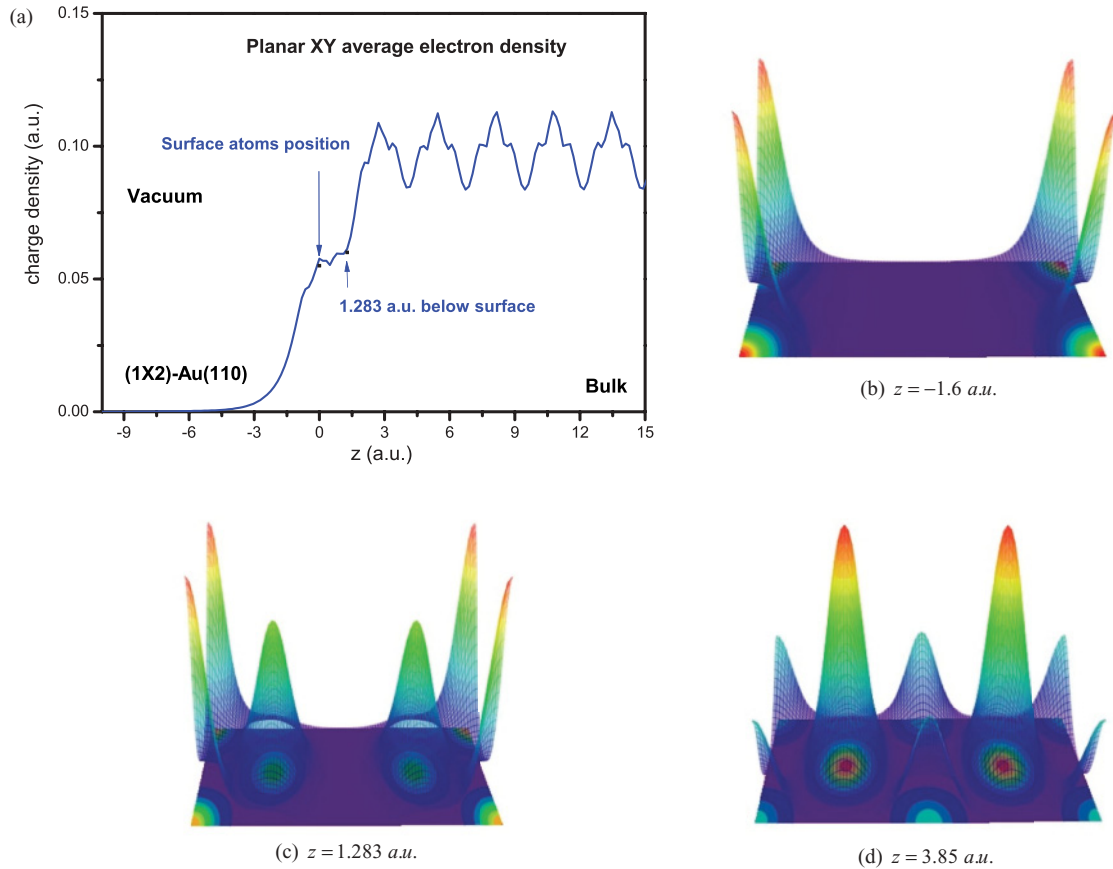 (a)
0.15
0.10
0.05
0.00
charge density (a.u.)
Planar XY average electron density
Surface atoms position
Vacuum
1.283 a.u. below surface
(1X2)-Au(110)
Bulk
-9 -6 -3 0 3 6 9 12 15
z (a.u.)
(b) z = −1.6 a.u.
(c) z = 1.283 a.u.
(d) z = 3.85 a.u.